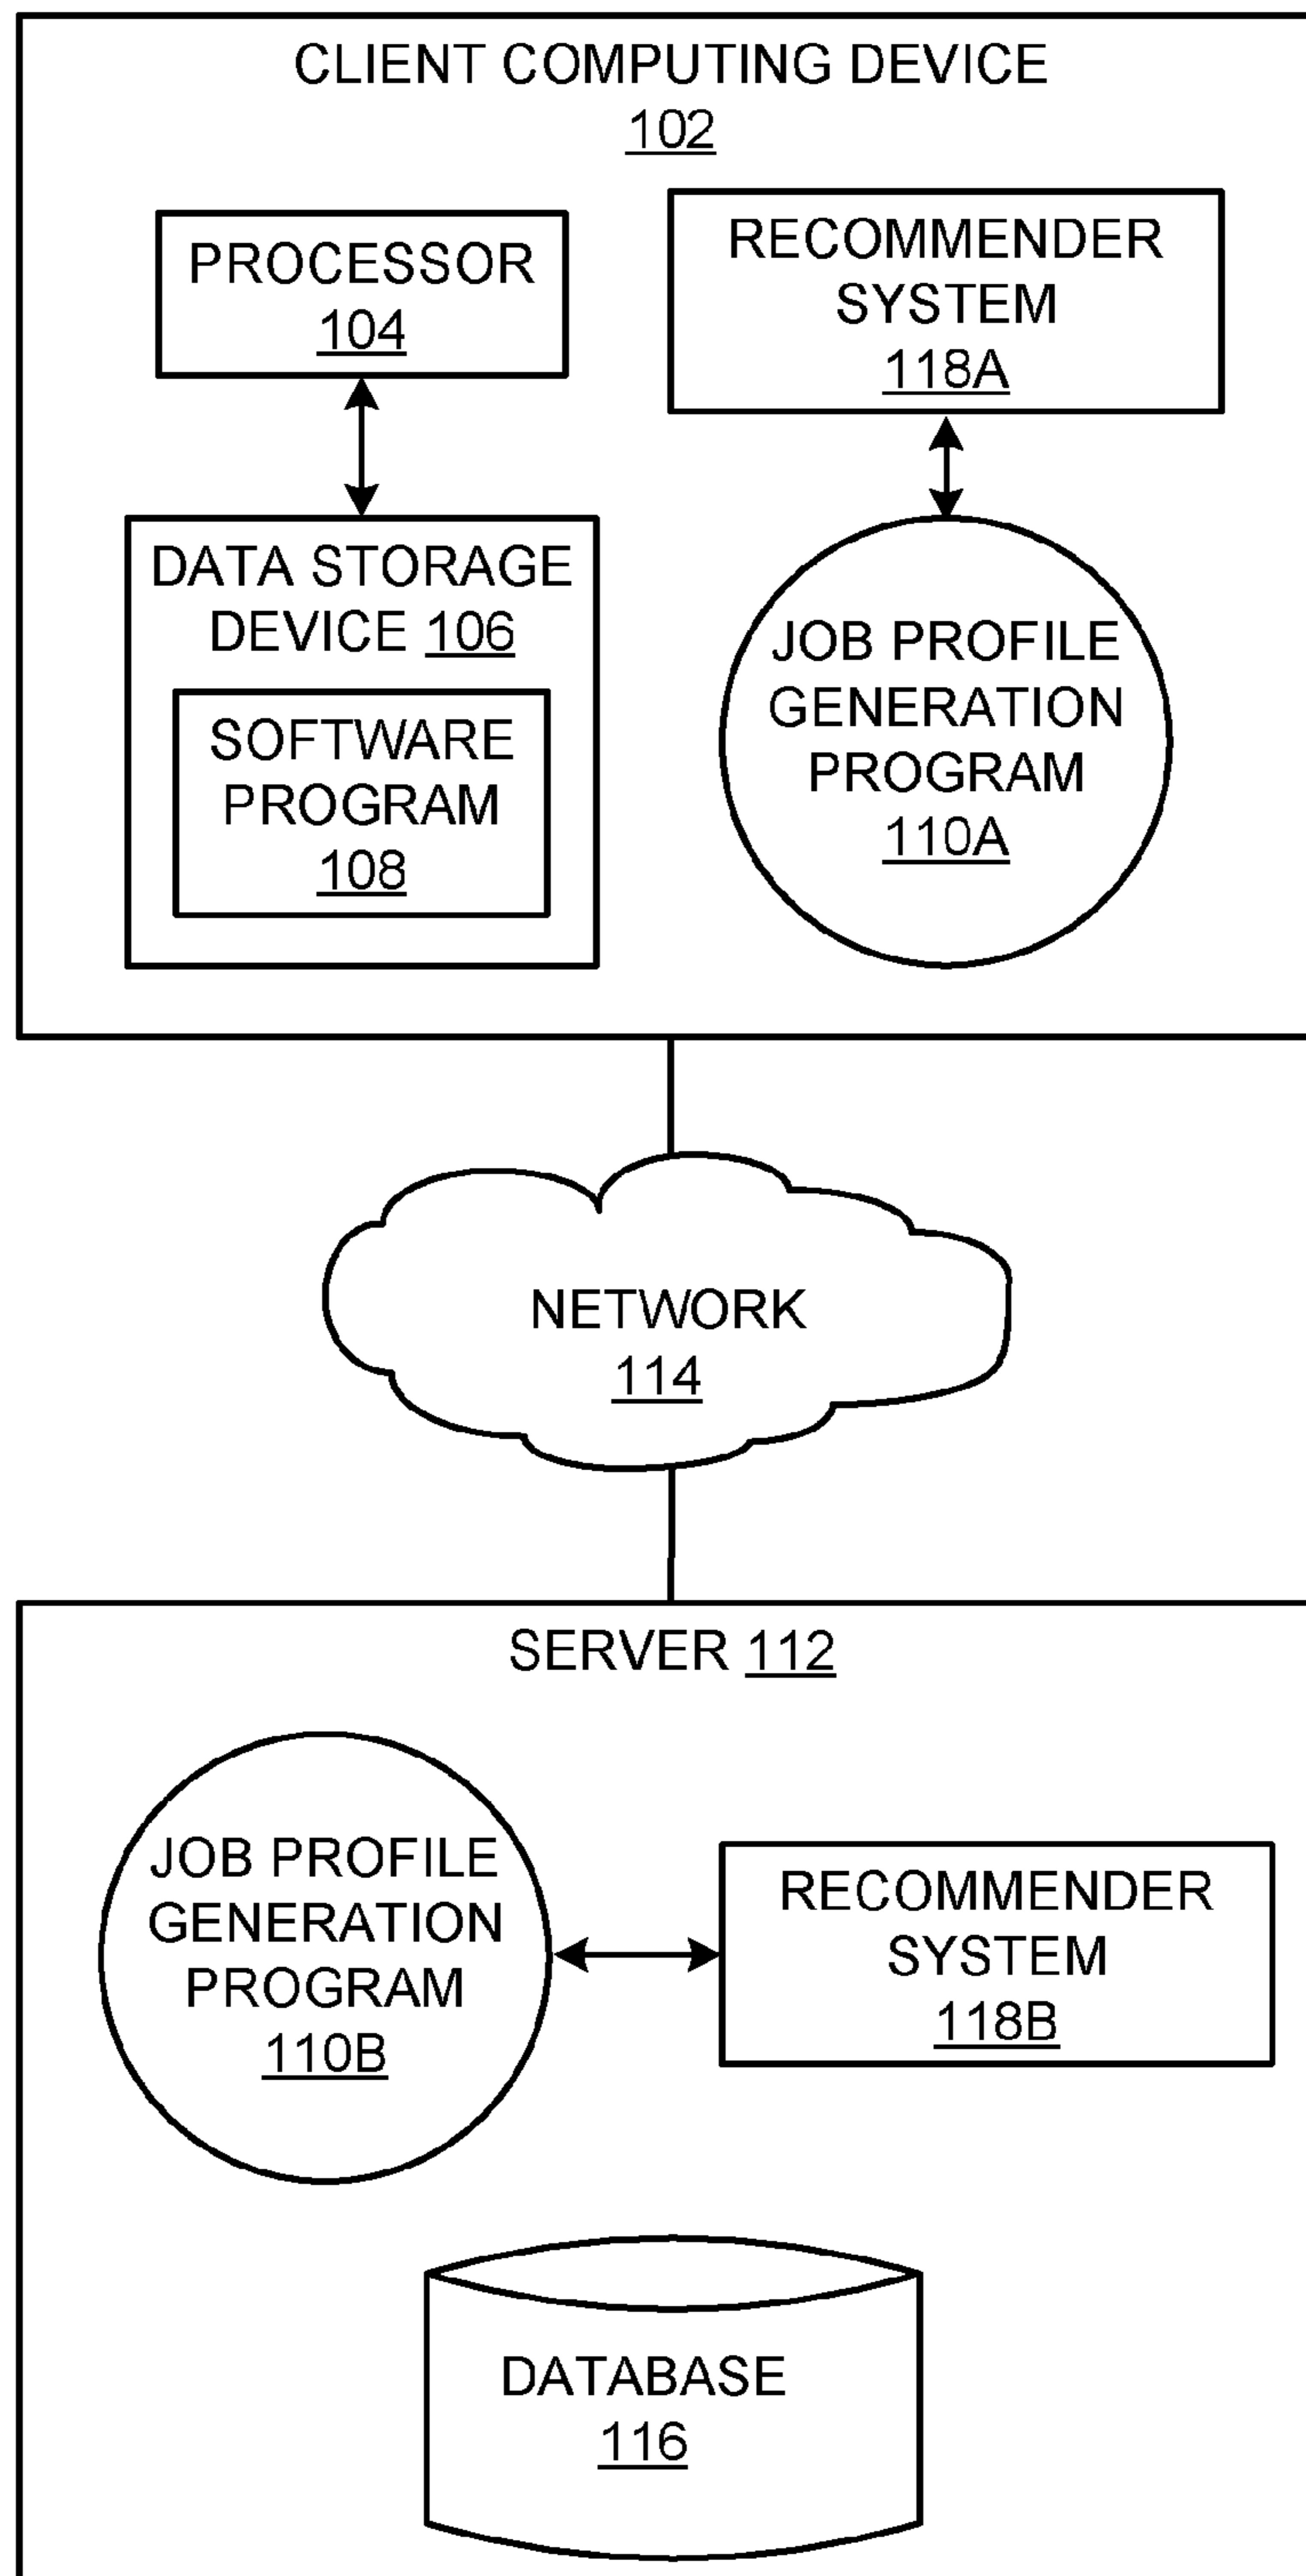 CLIENT COMPUTING DEVICE
102
PROCESSOR
104
RECOMMENDER
SYSTEM
118A
DATA STORAGE
DEVICE 106
SOFTWARE
PROGRAM
108
JOB PROFILE
GENERATION
PROGRAM
110A
NETWORK
114
SERVER 112
JOB PROFILE
GENERATION
PROGRAM
110B
RECOMMENDER
SYSTEM
118B
DATABASE
116